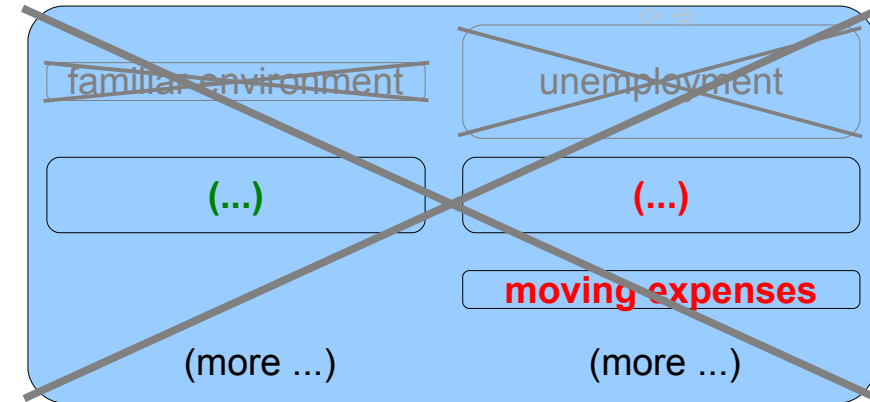 familiar environment
unemployment
(...)
(...)
moving expenses
(more ...)
(more ...)